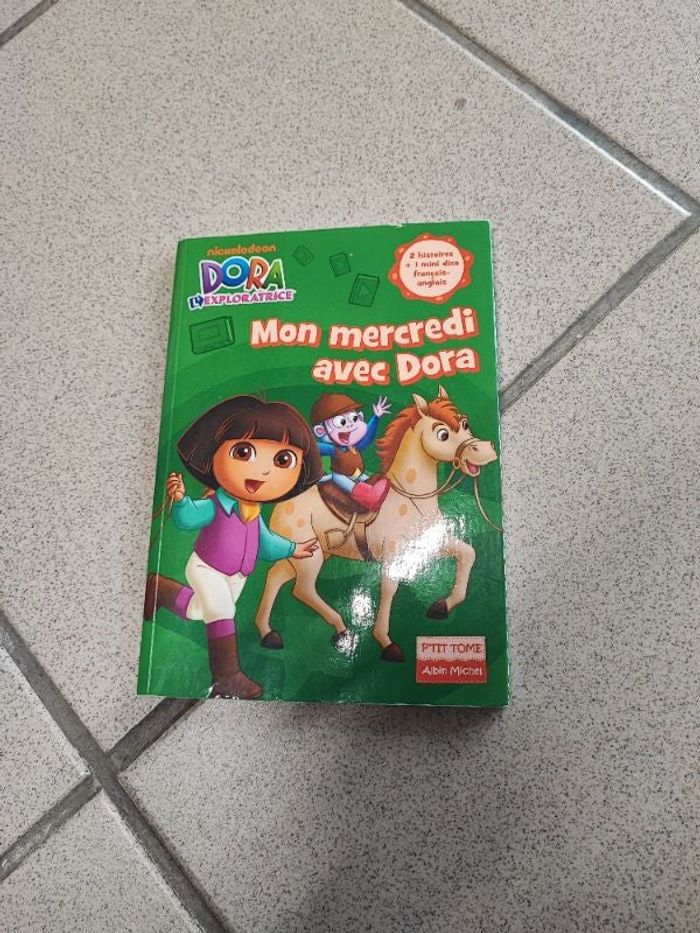 nickelodeon
DORA
L'EXPLORATRICE
2 histoires
+ 1 mini dico
français-
anglais
Mon mercredi
avec Dora
P'TIT TOME
Albin Michel